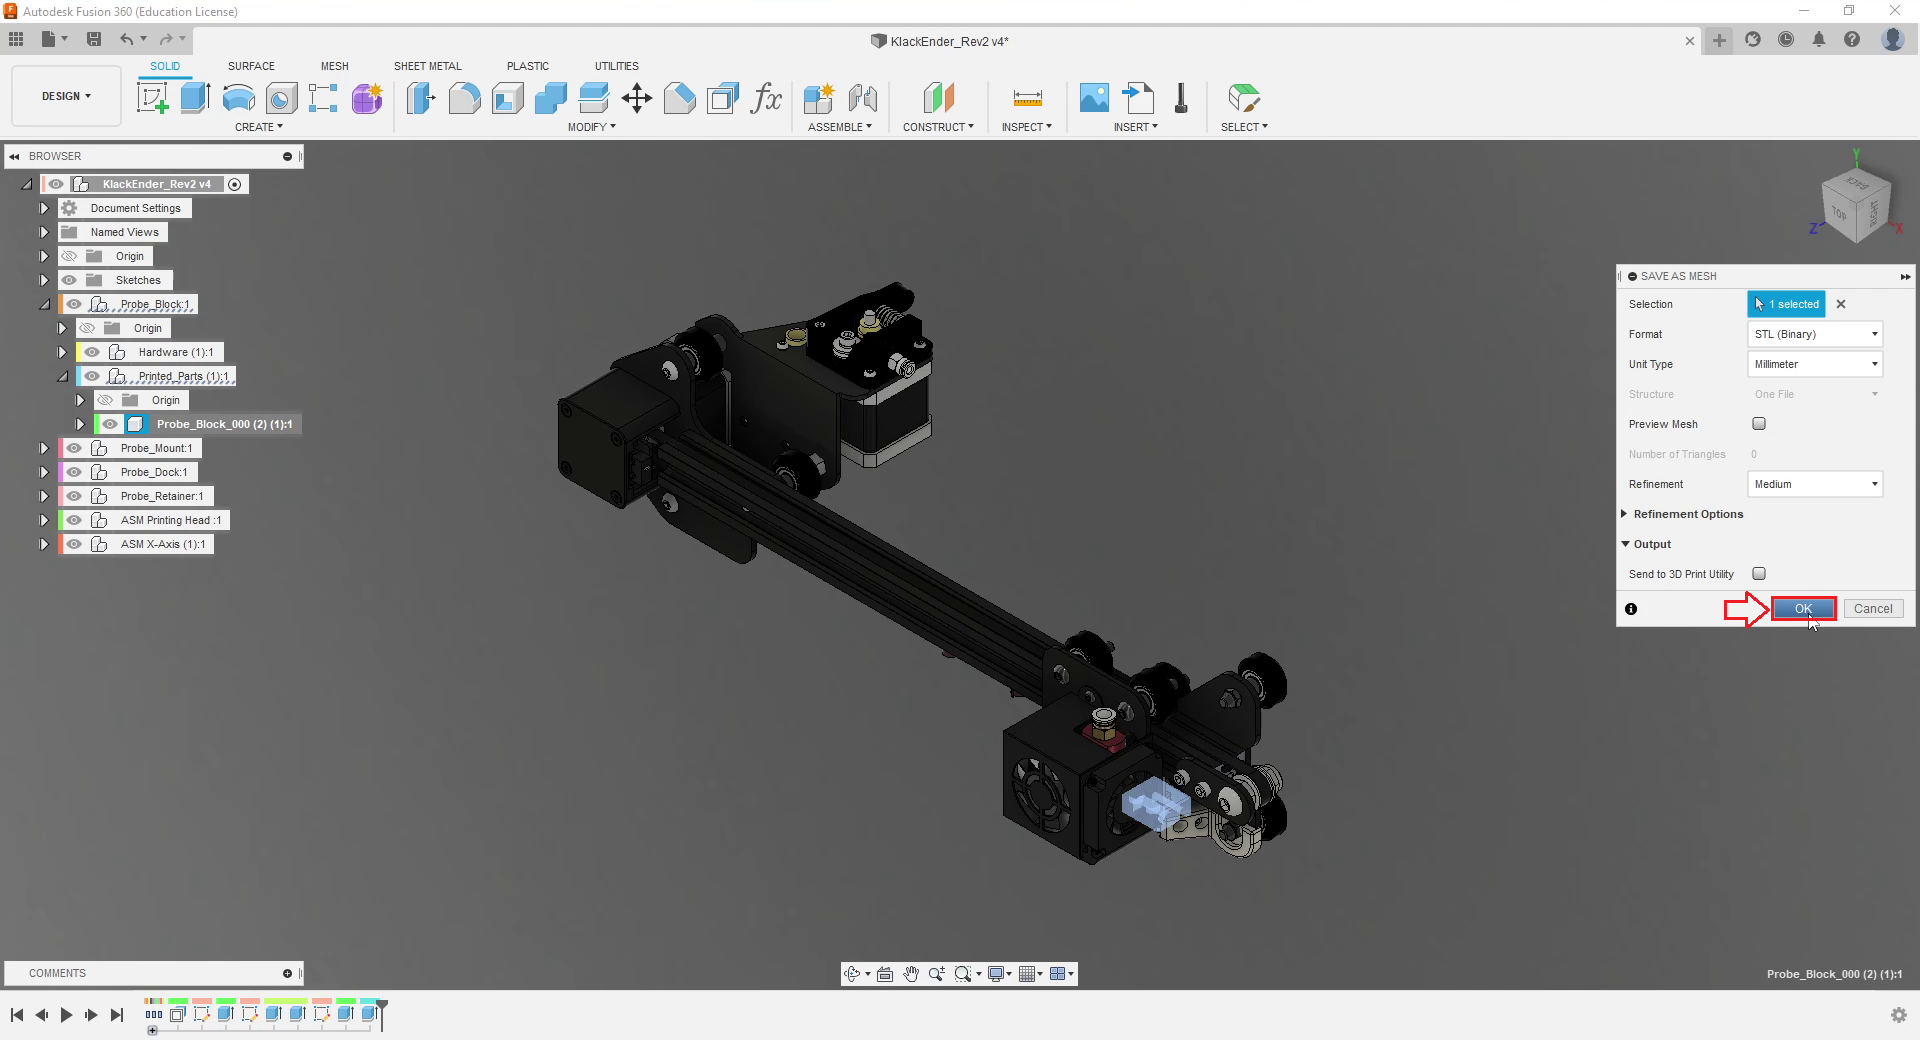 Autodesk Fusion 360 (Education License)
KlackEnder_Rev2 v4*
SOLID SURFACE MESH SHEET METAL PLASTIC UTILITIES
DESIGN
CREATE MODIFY ASSEMBLE CONSTRUCT INSPECT INSERT SELECT
BROWSER
KlackEnder_Rev2 v4
Document Settings
Named Views
Origin
Sketches
Probe_Block:1
Origin
Hardware (1):1
Printed_Parts (1):1
Origin
Probe_Block_000 (2) (1):1
Probe_Mount:1
Probe_Dock:1
Probe_Retainer:1
ASM Printing Head :1
ASM X-Axis (1):1
Y
BACK
TOP
RIGHT
Z
X
SAVE AS MESH
Selection 1 selected
Format STL (Binary)
Unit Type Millimeter
Structure One File
Preview Mesh
Number of Triangles 0
Refinement Medium
Refinement Options
Output
Send to 3D Print Utility
OK Cancel
COMMENTS
Probe_Block_000 (2) (1):1